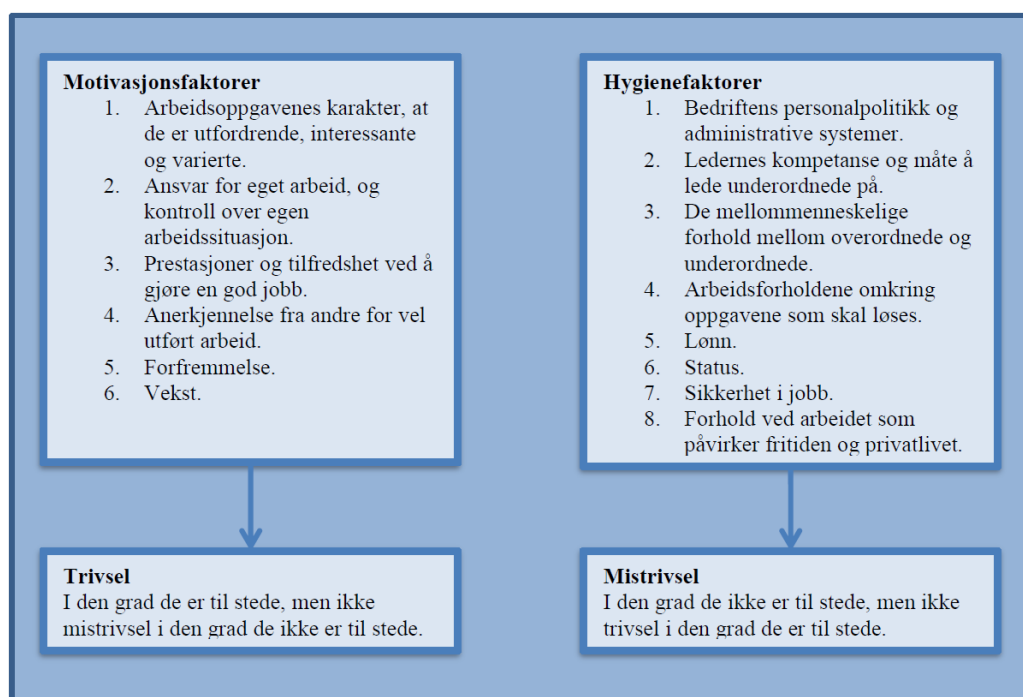 Motivasjonsfaktorer
1. Arbeidsoppgavenes karakter, at
de er utfordrende, interessante
og varierte.
2. Ansvar for eget arbeid, og
kontroll over egen
arbeidssituasjon.
3. Prestasjoner og tilfredshet ved å
gjøre en god jobb.
4. Anerkjennelse fra andre for vel
utført arbeid.
5. Forfremmelse.
6. Vekst.
Hygienefaktorer
1. Bedriftens personalpolitikk og
administrative systemer.
2. Ledernes kompetanse og måte å
lede underordnede på.
3. De mellommenneskelige
forhold mellom overordnede og
underordnede.
4. Arbeidsforholdene omkring
oppgavene som skal løses.
5. Lønn.
6. Status.
7. Sikkerhet i jobb.
8. Forhold ved arbeidet som
påvirker fritiden og privatlivet.
Trivsel
I den grad de er til stede, men ikke
mistrivsel i den grad de ikke er til stede.
Mistrivsel
I den grad de ikke er til stede, men ikke
trivsel i den grad de er til stede.